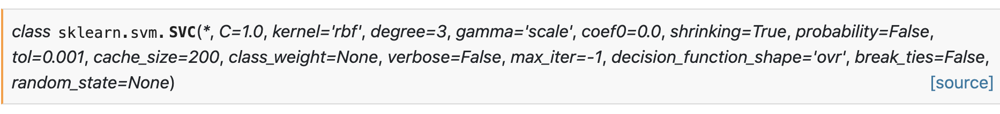 class sklearn.svm.SVC(*, C=1.0, kernel='rbf', degree=3, gamma='scale', coef0=0.0, shrinking=True, probability=False,
tol=0.001, cache_size=200, class_weight=None, verbose=False, max_iter=-1, decision_function_shape='ovr', break_ties=False,
random_state=None) [source]